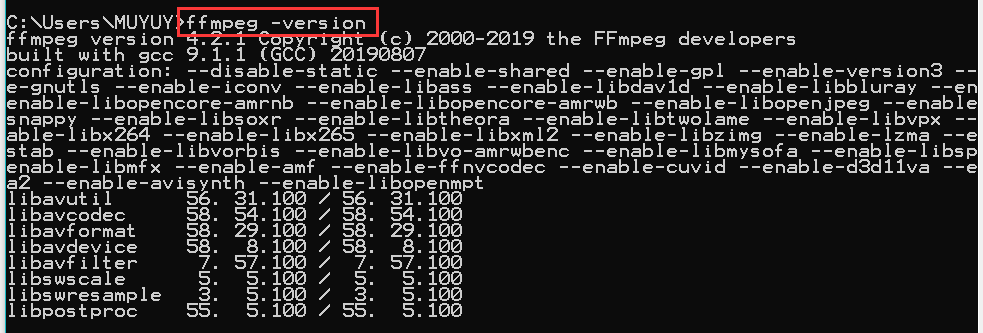 C:\Users\MUYUY>ffmpeg -version
ffmpeg version 4.2.1 Copyright (c) 2000-2019 the FFmpeg developers
built with gcc 9.1.1 (GCC) 20190807
configuration: --disable-static --enable-shared --enable-gpl --enable-version3 --
e-gnutls --enable-iconv --enable-libass --enable-libdav1d --enable-libbluray --en
enable-libopencore-amrnb --enable-libopencore-amrwb --enable-libopenjpeg --enable
snappy --enable-libsoxr --enable-libtheora --enable-libtwolame --enable-libvpx --
able-libx264 --enable-libx265 --enable-libxml2 --enable-libzimg --enable-lzma --e
stab --enable-libvorbis --enable-libvo-amrwbenc --enable-libmysofa --enable-libsp
enable-libmfx --enable-amf --enable-ffnvcodec --enable-cuvid --enable-d3d11va --e
a2 --enable-avisynth --enable-libopenmpt
libavutil      56. 31.100 / 56. 31.100
libavcodec     58. 54.100 / 58. 54.100
libavformat    58. 29.100 / 58. 29.100
libavdevice    58.  8.100 / 58.  8.100
libavfilter     7. 57.100 /  7. 57.100
libswscale      5.  5.100 /  5.  5.100
libswresample   3.  5.100 /  3.  5.100
libpostproc    55.  5.100 / 55.  5.100